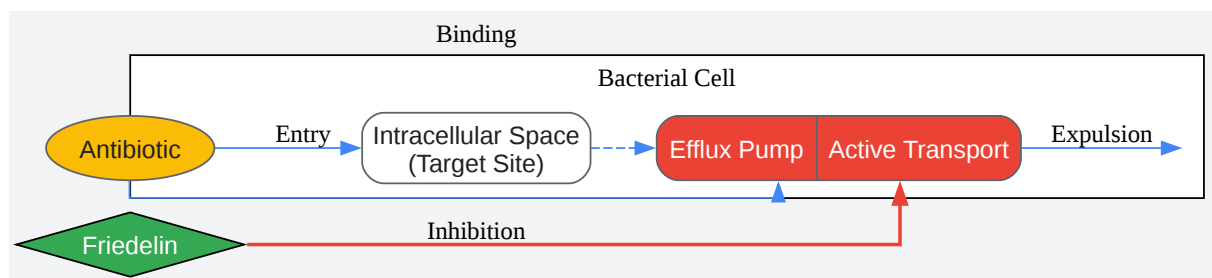 Binding
Bacterial Cell
Antibiotic
Entry
Intracellular Space
(Target Site)
Efflux Pump
Active Transport
Expulsion
Friedelin
Inhibition